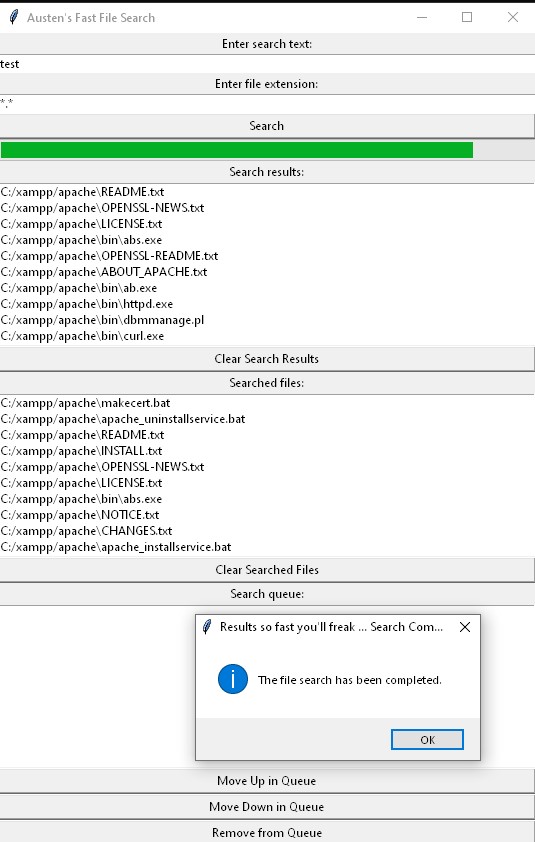 Austen's Fast File Search
Enter search text:
test
Enter file extension:
*.*
Search
Search results:
C:/xampp/apache\README.txt
C:/xampp/apache\OPENSSL-NEWS.txt
C:/xampp/apache\LICENSE.txt
C:/xampp/apache\bin\abs.exe
C:/xampp/apache\OPENSSL-README.txt
C:/xampp/apache\ABOUT_APACHE.txt
C:/xampp/apache\bin\ab.exe
C:/xampp/apache\bin\httpd.exe
C:/xampp/apache\bin\dbmmanage.pl
C:/xampp/apache\bin\curl.exe
Clear Search Results
Searched files:
C:/xampp/apache\makecert.bat
C:/xampp/apache\apache_uninstallservice.bat
C:/xampp/apache\README.txt
C:/xampp/apache\INSTALL.txt
C:/xampp/apache\OPENSSL-NEWS.txt
C:/xampp/apache\LICENSE.txt
C:/xampp/apache\bin\abs.exe
C:/xampp/apache\NOTICE.txt
C:/xampp/apache\CHANGES.txt
C:/xampp/apache\apache_installservice.bat
Clear Searched Files
Search queue:
Results so fast you'll freak ... Search Com...
The file search has been completed.
OK
Move Up in Queue
Move Down in Queue
Remove from Queue